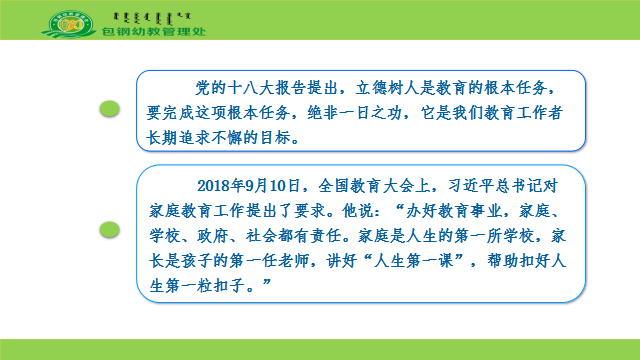 包钢幼教管理处
党的十八大报告提出，立德树人是教育的根本任务，
要完成这项根本任务，绝非一日之功，它是我们教育工作者
长期追求不懈的目标。
2018年9月10日，全国教育大会上，习近平总书记对
家庭教育工作提出了要求。他说：“办好教育事业，家庭、
学校、政府、社会都有责任。家庭是人生的第一所学校，家
长是孩子的第一任老师，讲好“人生第一课”，帮助扣好人
生第一粒扣子。”